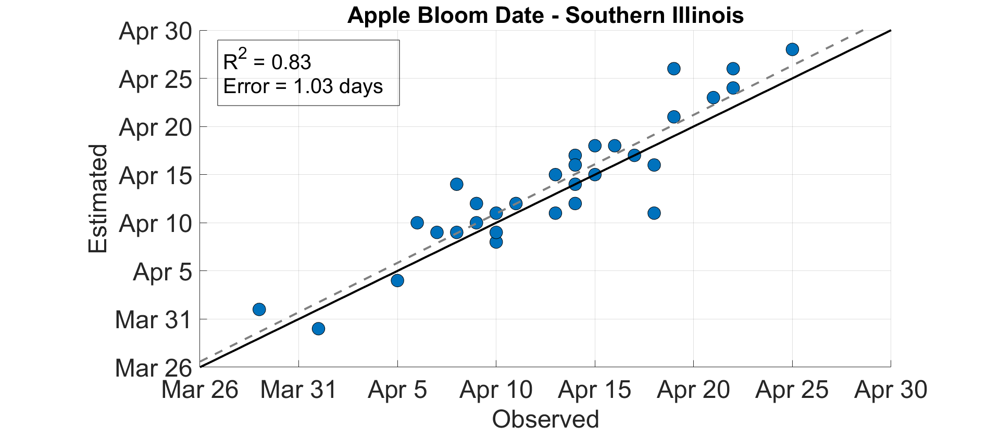 Apple Bloom Date - Southern Illinois
R² = 0.83
Error = 1.03 days
Estimated
Apr 30
Apr 25
Apr 20
Apr 15
Apr 10
Apr 5
Mar 31
Mar 26
Mar 26 Mar 31 Apr 5 Apr 10 Apr 15 Apr 20 Apr 25 Apr 30
Observed